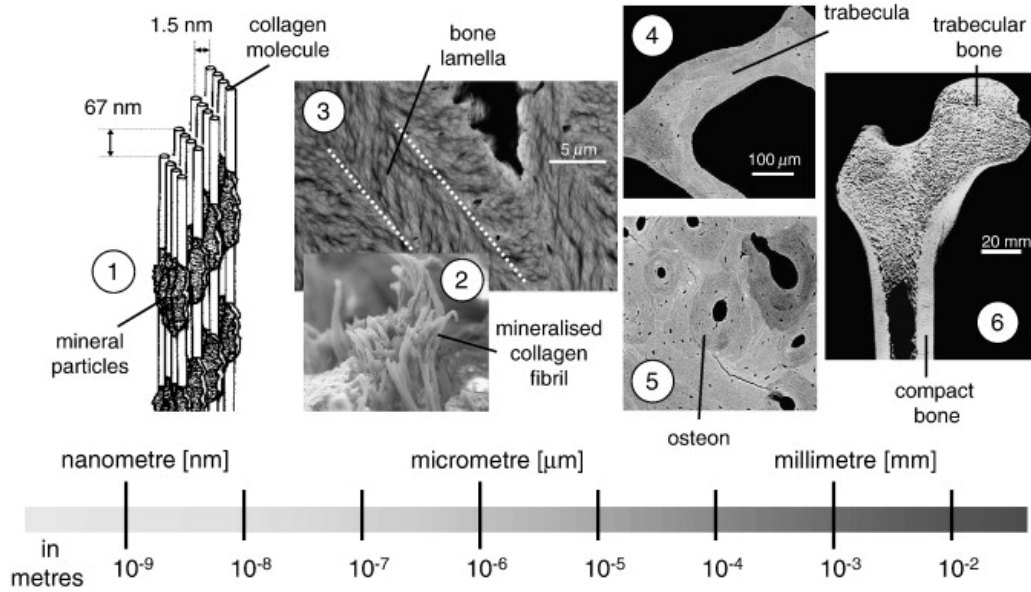 1.5 nm
collagen
molecule
67 nm
1
mineral
particles
bone
lamella
3
5 μm
2
mineralised
collagen
fibril
4
trabecula
100 μm
5
osteon
trabecular
bone
20 mm
6
compact
bone
nanometre [nm]
micrometre [μm]
millimetre [mm]
in
metres
10-9
10-8
10-7
10-6
10-5
10-4
10-3
10-2